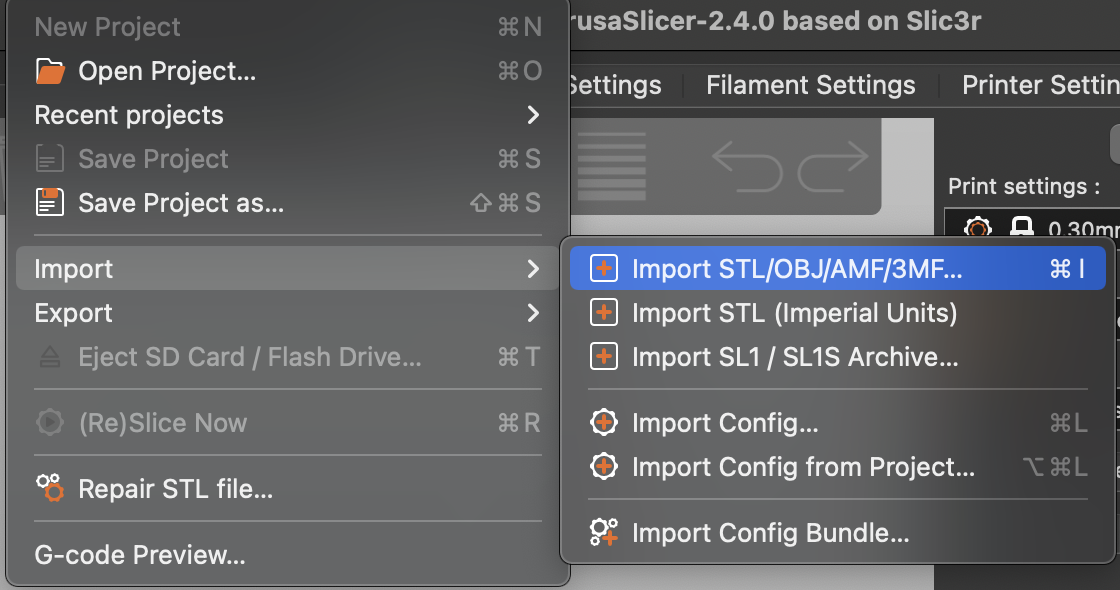 New Project ⌘N
Open Project... ⌘O
Recent projects
Save Project ⌘S
Save Project as... ⇧⌘S
Import
Export
Eject SD Card / Flash Drive... ⌘T
(Re)Slice Now ⌘R
Repair STL file...
G-code Preview...
rusaSlicer-2.4.0 based on Slic3r
Settings
Filament Settings
Printer Settin
Print settings :
0.30mm
Import STL/OBJ/AMF/3MF... ⌘I
Import STL (Imperial Units)
Import SL1 / SL1S Archive...
Import Config... ⌘L
Import Config from Project... ⌥⌘L
Import Config Bundle...